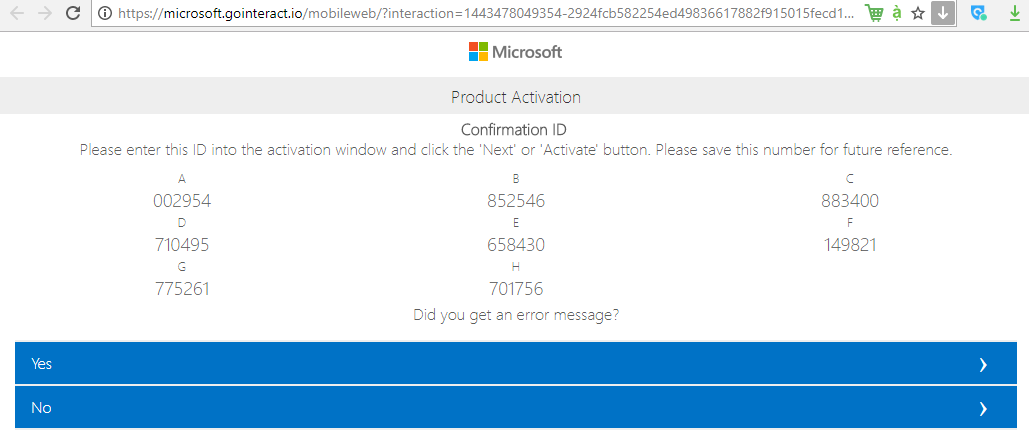 https://microsoft.gointeract.io/mobileweb/?interaction=1443478049354-2924fcb582254ed49836617882f915015fecd1...
Microsoft
Product Activation
Confirmation ID
Please enter this ID into the activation window and click the 'Next' or 'Activate' button. Please save this number for future reference.
A B C
002954 852546 883400
D E F
710495 658430 149821
G H
775261 701756
Did you get an error message?
Yes
No